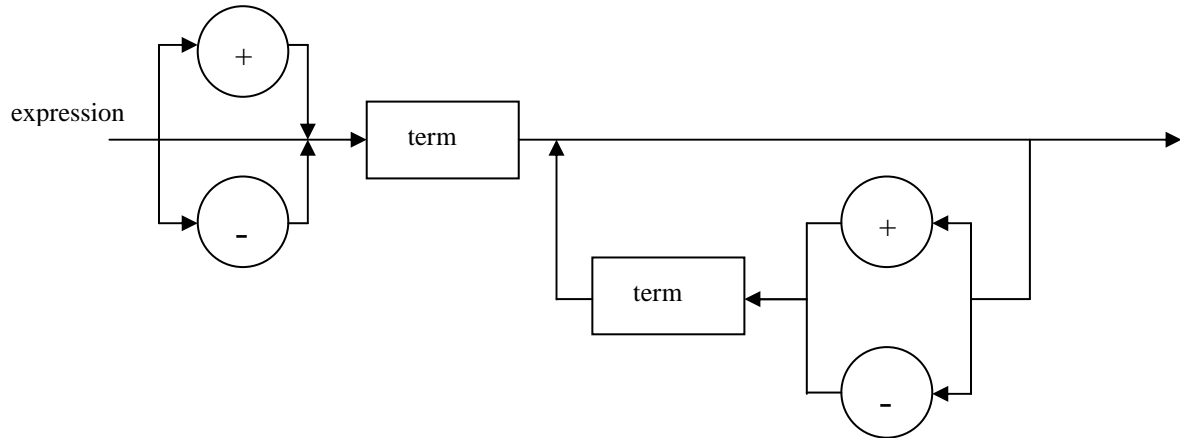 +
expression
term
-
+
term
-